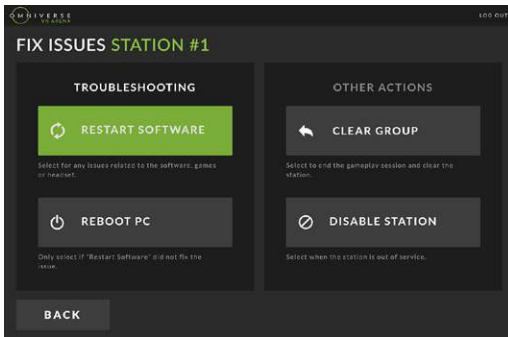 OMNIVERSE
VR ARENA
LOG OUT
FIX ISSUES STATION #1
TROUBLESHOOTING
RESTART SOFTWARE
Select for any issues related to the software, games
or headset.
REBOOT PC
Only select if "Restart Software" did not fix the
issue.
OTHER ACTIONS
CLEAR GROUP
Select to end the gameplay session and clear the
station.
DISABLE STATION
Select when the station is out of service.
BACK